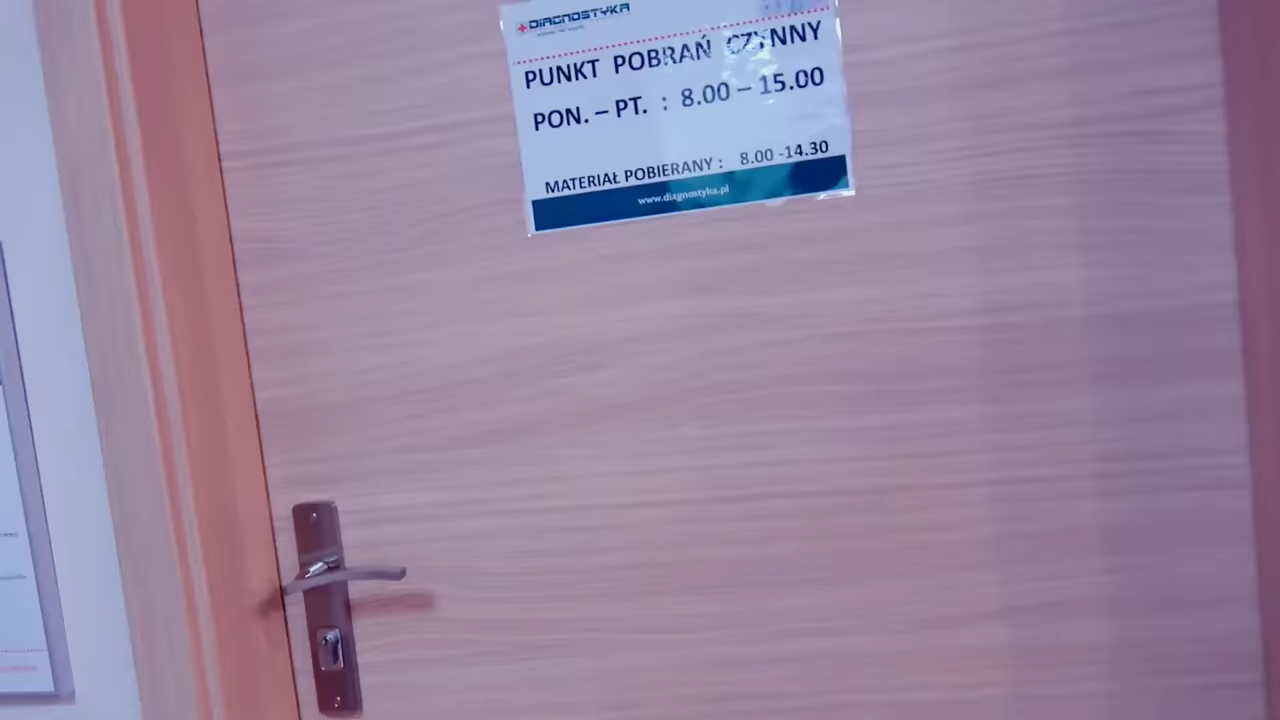 DIAGNOSTYKA
PUNKT POBRAŃ CZYNNY
PON. – PT. : 8.00 – 15.00
MATERIAŁ POBIERANY : 8.00 -14.30
www.diagnostyka.pl